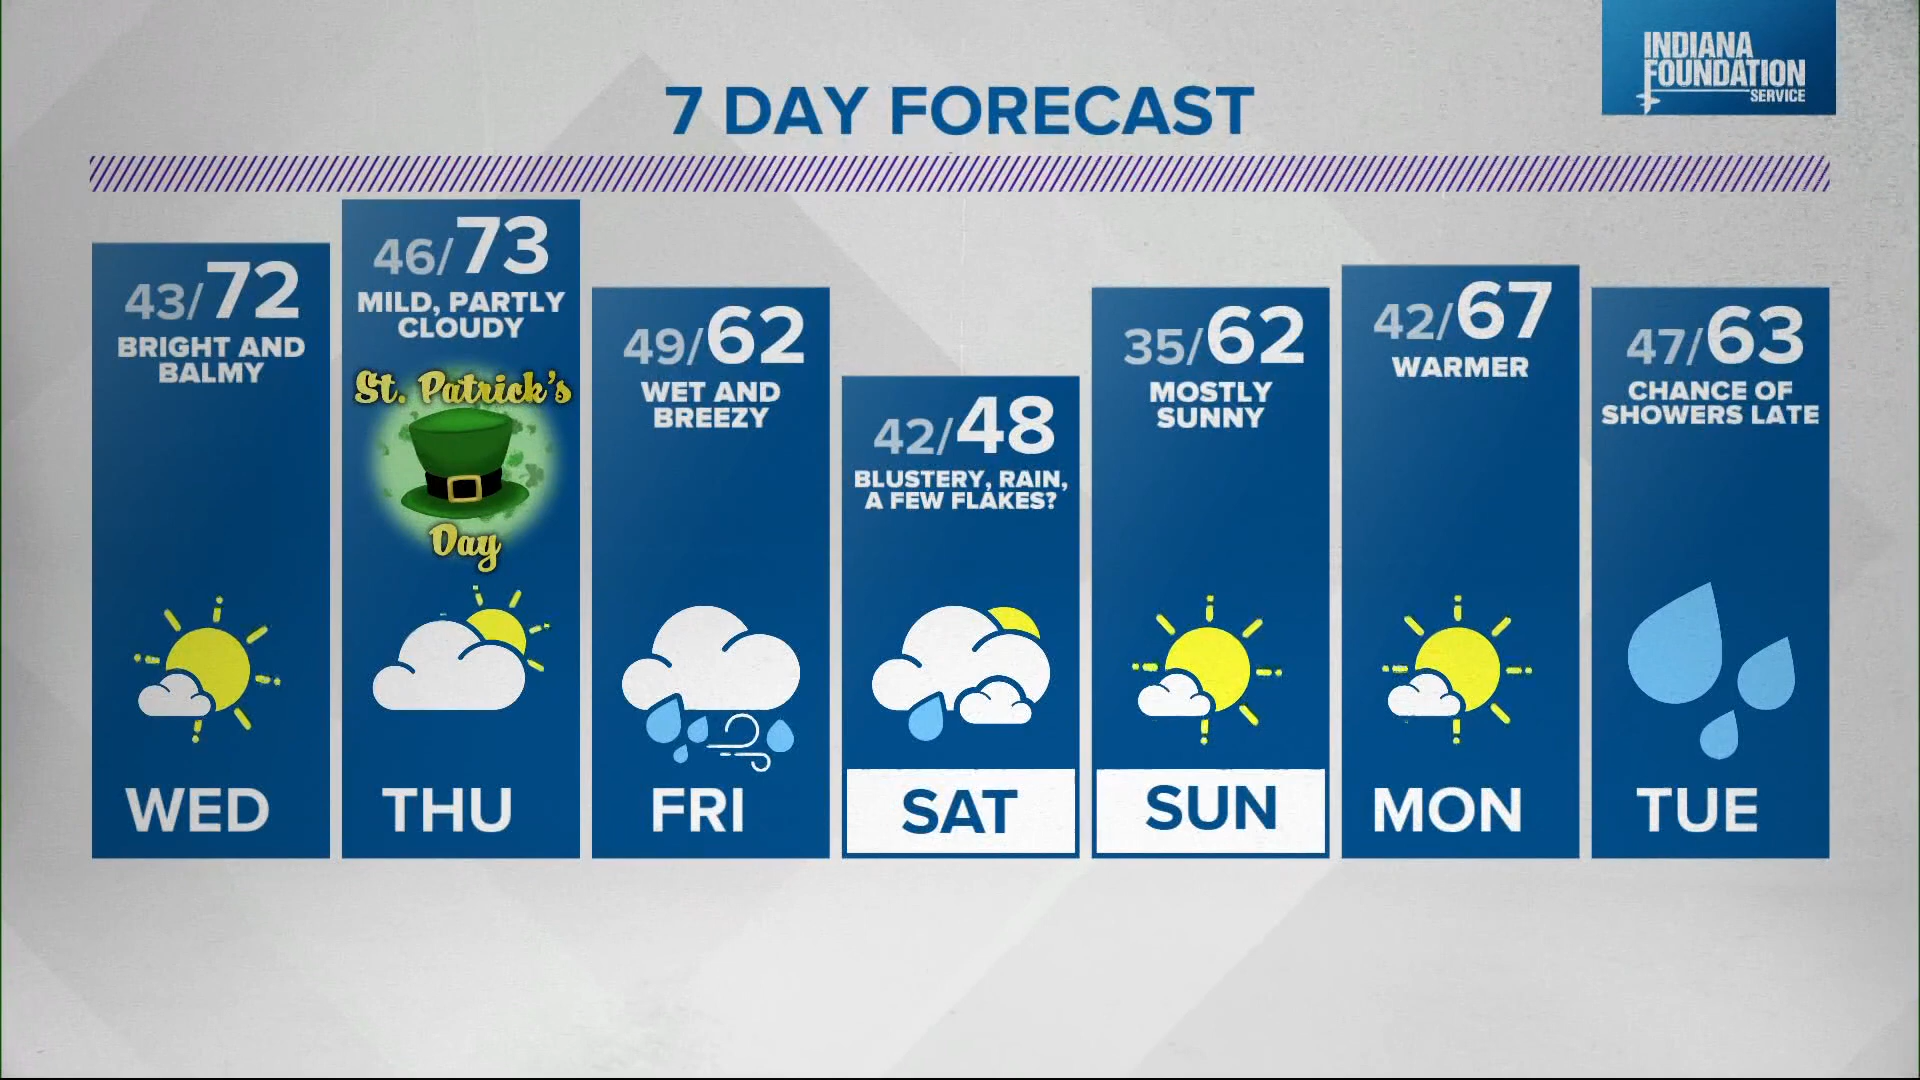 INDIANA
FOUNDATION
SERVICE
7 DAY FORECAST
43/72
BRIGHT AND
BALMY
WED
46/73
MILD, PARTLY
CLOUDY
St. Patrick's
Day
THU
49/62
WET AND
BREEZY
FRI
42/48
BLUSTERY, RAIN,
A FEW FLAKES?
SAT
35/62
MOSTLY
SUNNY
SUN
42/67
WARMER
MON
47/63
CHANCE OF
SHOWERS LATE
TUE